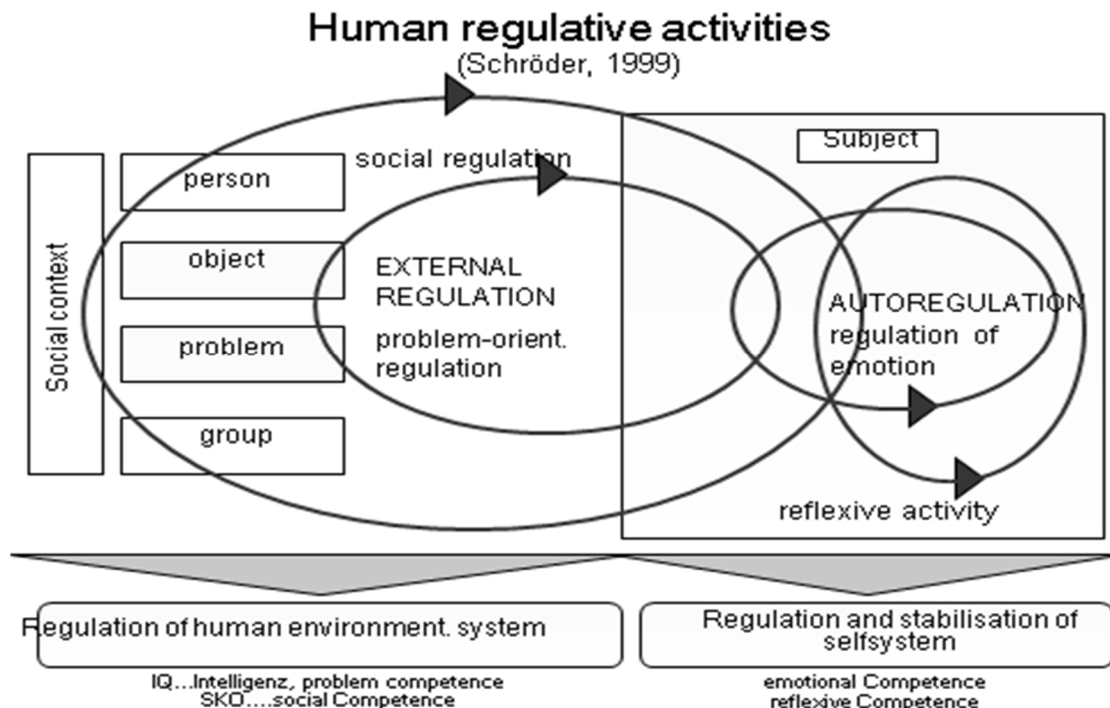 Human regulative activities
(Schröder, 1999)
Subject
social regulation
person
Social context
object
EXTERNAL
REGULATION
AUTOREGULATION
problem-orient.
regulation
regulation of
emotion
problem
group
reflexive activity
Regulation of human environment. system
Regulation and stabilisation of
selfsystem
IQ...Intelligenz, problem competence
SKO....social Competence
emotional Competence
reflexive Competence